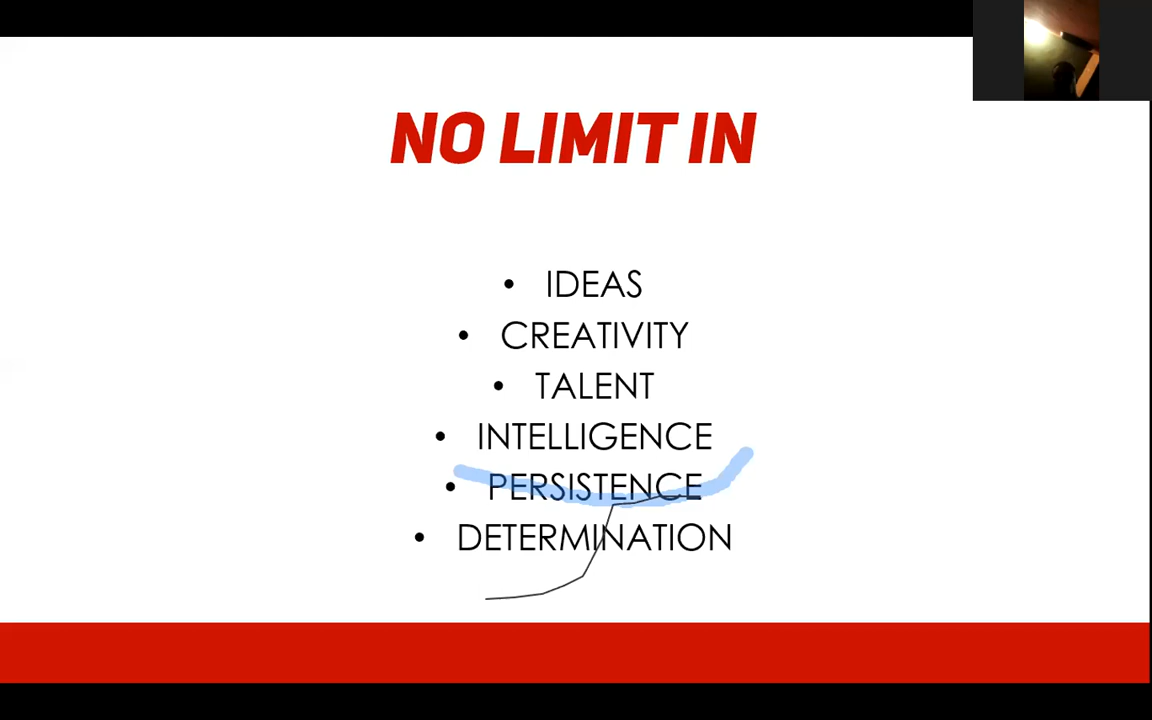 NO LIMIT IN
• IDEAS
• CREATIVITY
• TALENT
• INTELLIGENCE
• PERSISTENCE
• DETERMINATION